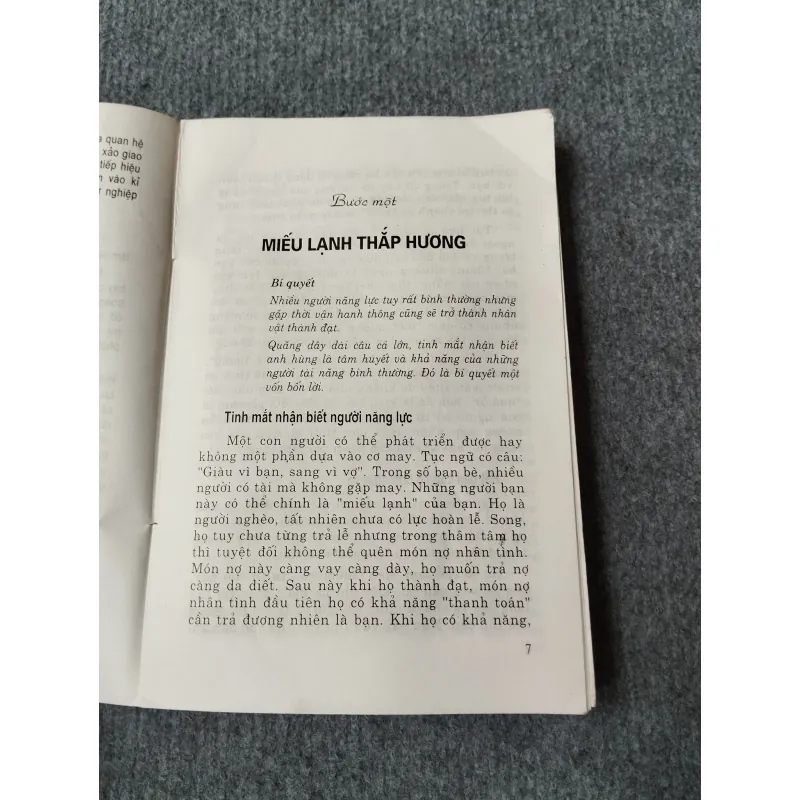 quan hệ
xảo giao
tiếp hiệu
vào kỉ
nghiệp
Bước một
MIẾU LẠNH THẮP HƯƠNG
Bí quyết
Nhiều người năng lực tuy rất bình thường nhưng
gặp thời vận hanh thông cũng sẽ trở thành nhân
vật thành đạt.
Quăng dây dài câu cá lớn, tinh mắt nhận biết
anh hùng là tâm huyết và khả năng của những
người tài năng bình thường. Đó là bí quyết một
vốn bốn lời.
Tinh mắt nhận biết người năng lực
Một con người có thể phát triển được hay
không một phần dựa vào cơ may. Tục ngữ có câu:
"Giàu vì bạn, sang vì vợ". Trong số bạn bè, nhiều
người có tài mà không gặp may. Những người bạn
này có thể chính là "miếu lạnh" của bạn. Họ là
người nghèo, tất nhiên chưa có lực hoàn lễ. Song,
họ tuy chưa từng trả lễ nhưng trong thâm tâm họ
thì tuyệt đối không thể quên món nợ nhân tình.
Món nợ này càng vay càng dày, họ muốn trả nợ
càng da diết. Sau này khi họ thành đạt, món nợ
nhân tình đầu tiên họ có khả năng "thanh toán"
cần trả đương nhiên là bạn. Khi họ có khả năng,
7